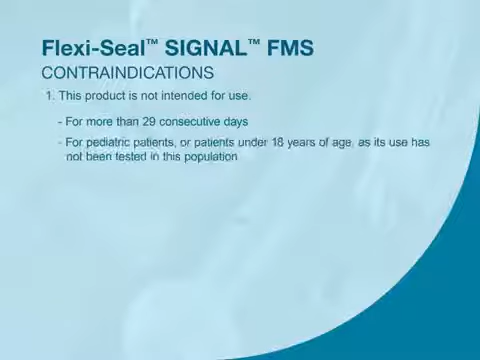 Flexi-Seal™ SIGNAL™ FMS
CONTRAINDICATIONS
1. This product is not intended for use.
- For more than 29 consecutive days
- For pediatric patients, or patients under 18 years of age, as its use has
not been tested in this population